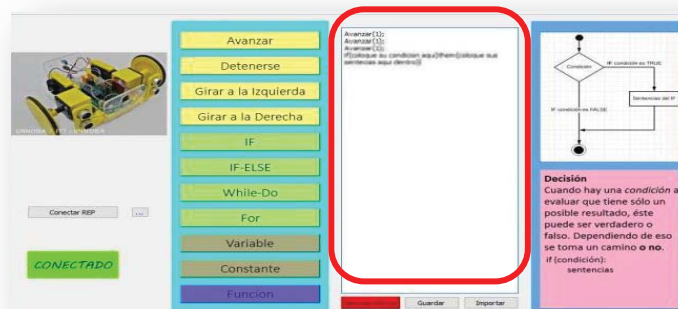 Conectar REP
...
CONECTADO
Avanzar
Detenerse
Girar a la Izquierda
Girar a la Derecha
IF
IF-ELSE
While-Do
For
Variable
Constante
Funcion
Avanzar(1);
Avanzar(1);
Avanzar(1);
if(coloque su condicion aqui)them{coloque sus
sentecias aqui dentro}|
Guardar
Importar
Condición
IF condición es TRUE
Sentencias del IF
IF condición es FALSE
Decisión
Cuando hay una condición a
evaluar que tiene sólo un
posible resultado, éste
puede ser verdadero o
falso. Dependiendo de eso
se toma un camino o no.
if (condición):
sentencias